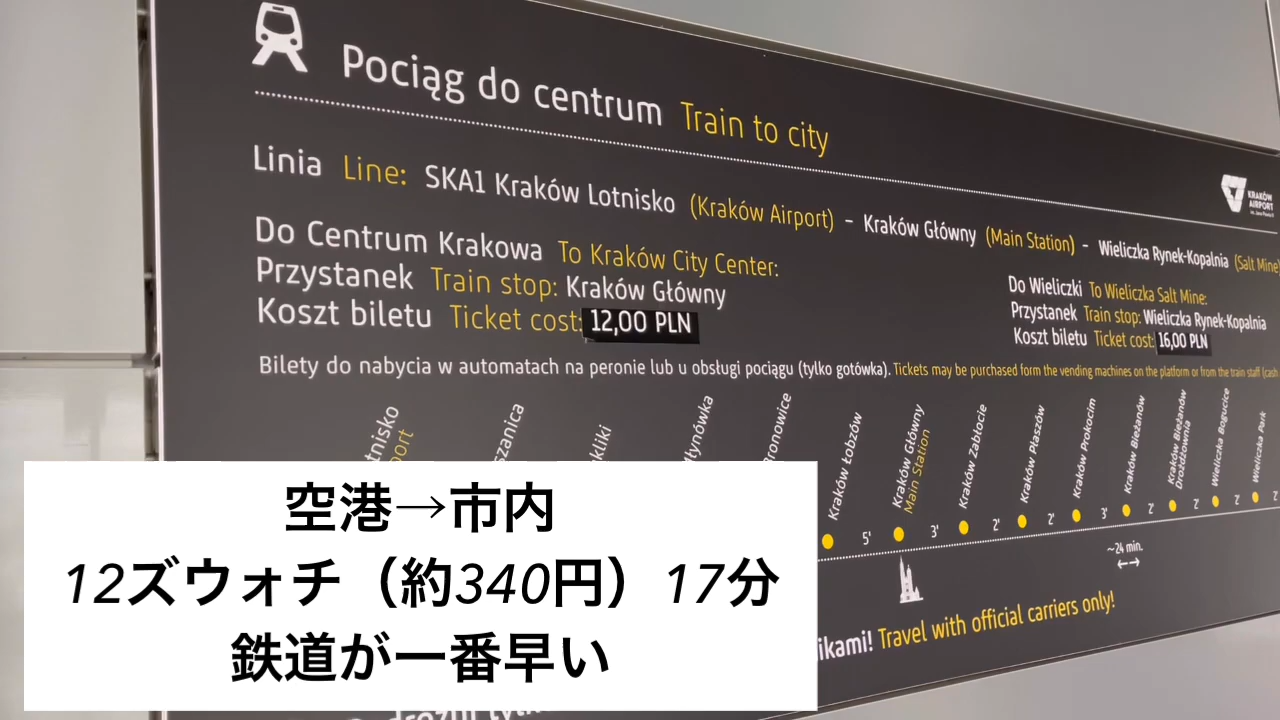 Pociąg do centrum Train to city
Linia Line: SKA1 Kraków Lotnisko (Kraków Airport) – Kraków Główny (Main Station) – Wieliczka Rynek-Kopalnia (Salt Mine)
KRAKÓW
AIRPORT
Do Centrum Krakowa To Kraków City Center:
Przystanek Train stop: Kraków Główny
Koszt biletu Ticket cost: 12,00 PLN
Do Wieliczki To Wieliczka Salt Mine:
Przystanek Train stop: Wieliczka Rynek-Kopalnia
Koszt biletu Ticket cost: 16,00 PLN
Bilety do nabycia w automatach na peronie lub u obsługi pociągu (tylko gotówka). Tickets may be purchased form the vending machines on the platform or from the train staff (cash
Kraków Łobzów
Kraków Główny
Main Station
Kraków Zabłocie
Kraków Płaszów
Kraków Prokocim
Kraków Bieżanów
Kraków Bieżanów
Drożdżownia
Wieliczka Bogucice
Wieliczka Park
5' 3' 2' 2' 3' 2' 2' 2' 2'
~24 min.
ikami! Travel with official carriers only!
空港→市内
12ズウォチ（約340円）17分
鉄道が一番早い